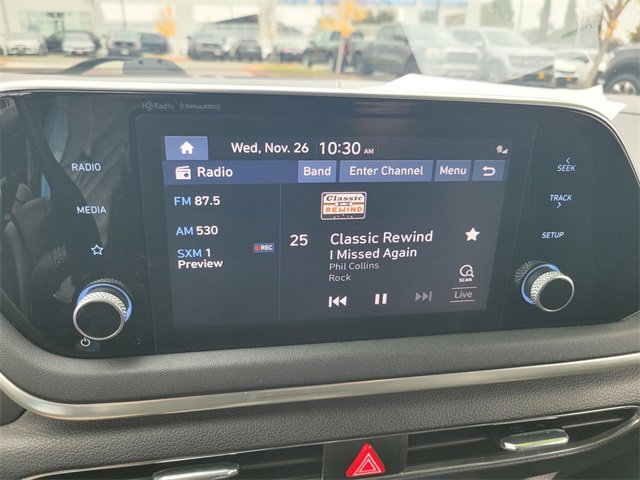 HD Radio SiriusXM
Wed, Nov. 26 10:30 AM
RADIO
MEDIA
SEEK
TRACK
SETUP
Radio Band Enter Channel Menu
FM 87.5
AM 530
SXM 1 REC
Preview
Classic
REWIND
25 Classic Rewind
I Missed Again
Phil Collins
Rock
SCAN
Live